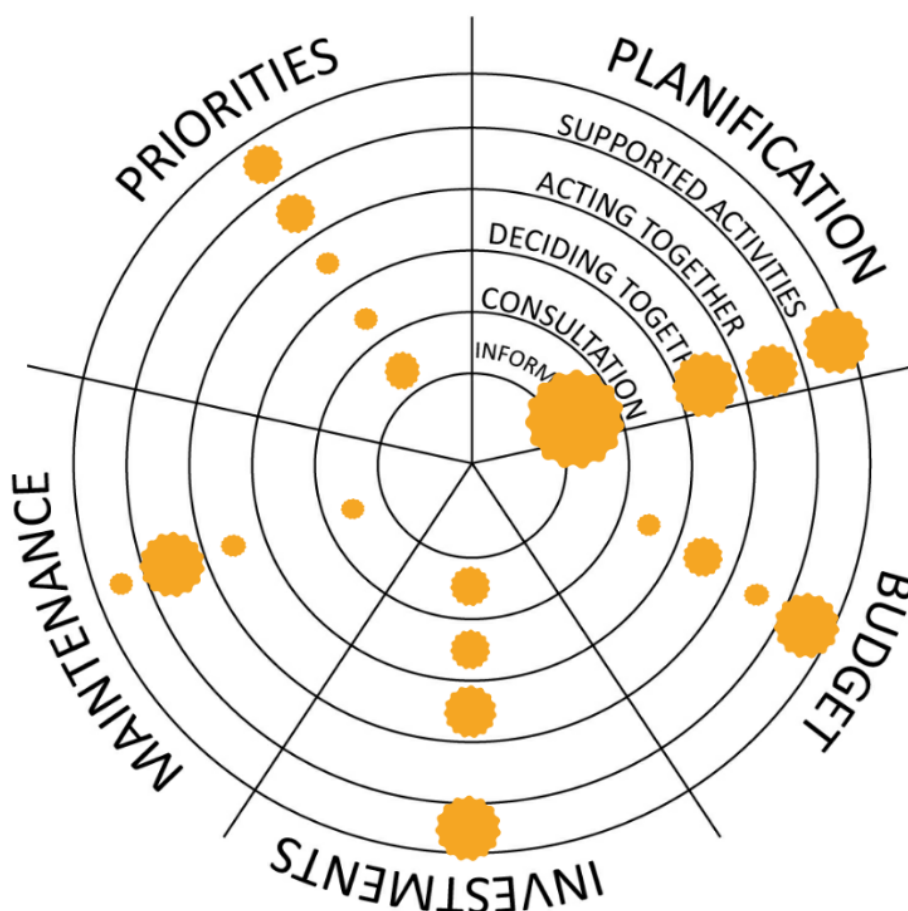 PRIORITIES
PLANIFICATION
SUPPORTED ACTIVITIES
ACTING TOGETHER
DECIDING TOGETH
CONSULTATION
INFORM
MAINTENANCE
BUDGET
INVESTMENTS